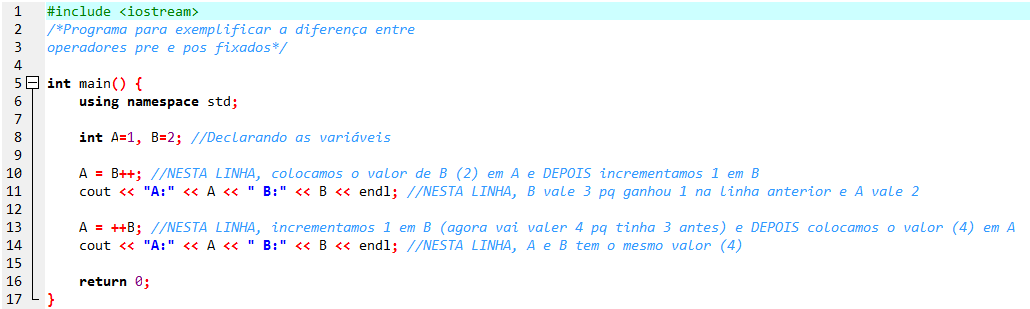 1 #include <iostream>
2 /*Programa para exemplificar a diferença entre
3 operadores pre e pos fixados*/
4
5 int main() {
6 using namespace std;
7
8 int A=1, B=2; //Declarando as variáveis
9
10 A = B++; //NESTA LINHA, colocamos o valor de B (2) em A e DEPOIS incrementamos 1 em B
11 cout << "A:" << A << " B:" << B << endl; //NESTA LINHA, B vale 3 pq ganhou 1 na linha anterior e A vale 2
12
13 A = ++B; //NESTA LINHA, incrementamos 1 em B (agora vai valer 4 pq tinha 3 antes) e DEPOIS colocamos o valor (4) em A
14 cout << "A:" << A << " B:" << B << endl; //NESTA LINHA, A e B tem o mesmo valor (4)
15
16 return 0;
17 }